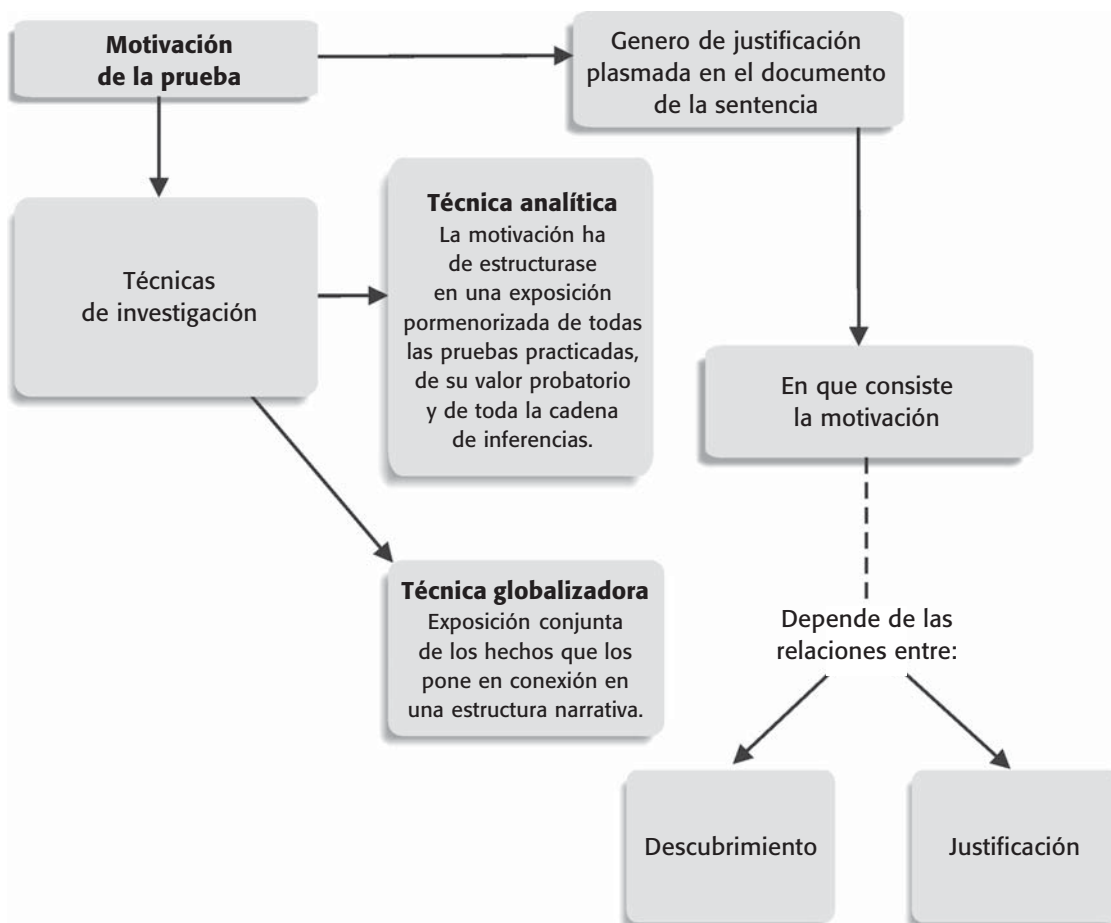 Motivación
de la prueba
Genero de justificación
plasmada en el documento
de la sentencia
Técnicas
de investigación
Técnica analítica
La motivación ha
de estructurase
en una exposición
pormenorizada de todas
las pruebas practicadas,
de su valor probatorio
y de toda la cadena
de inferencias.
En que consiste
la motivación
Técnica globalizadora
Exposición conjunta
de los hechos que los
pone en conexión en
una estructura narrativa.
Depende de las
relaciones entre:
Descubrimiento
Justificación